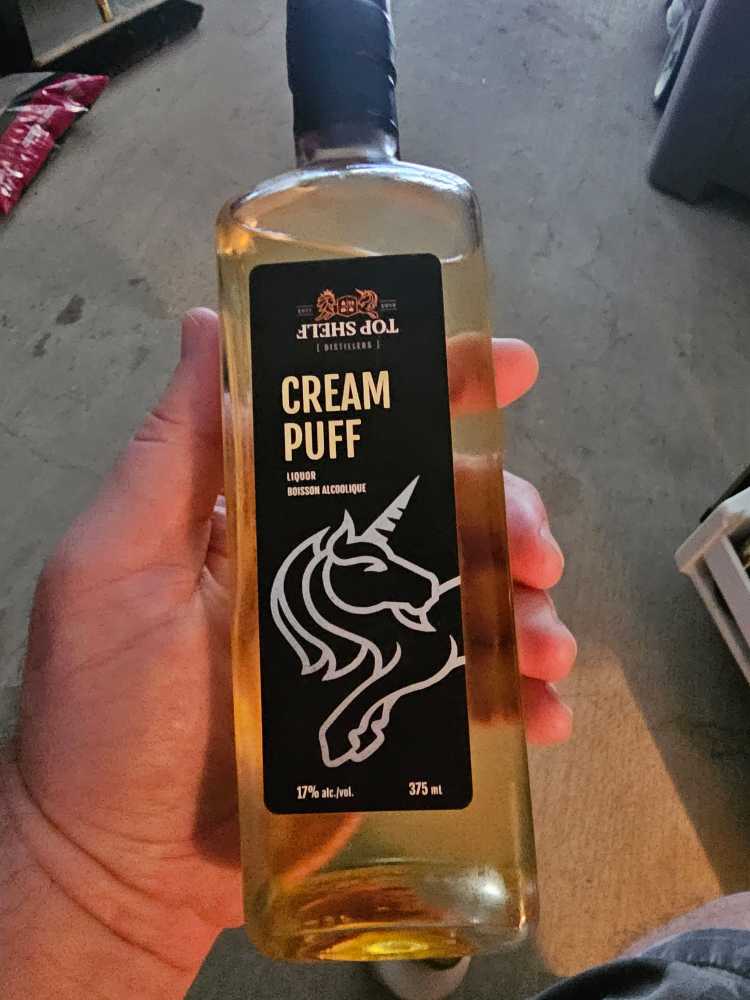 TOP SHELF
[ DISTILLERS ]
CREAM
PUFF
LIQUOR
BOISSON ALCOOLIQUE
17% alc./vol. 375 ml